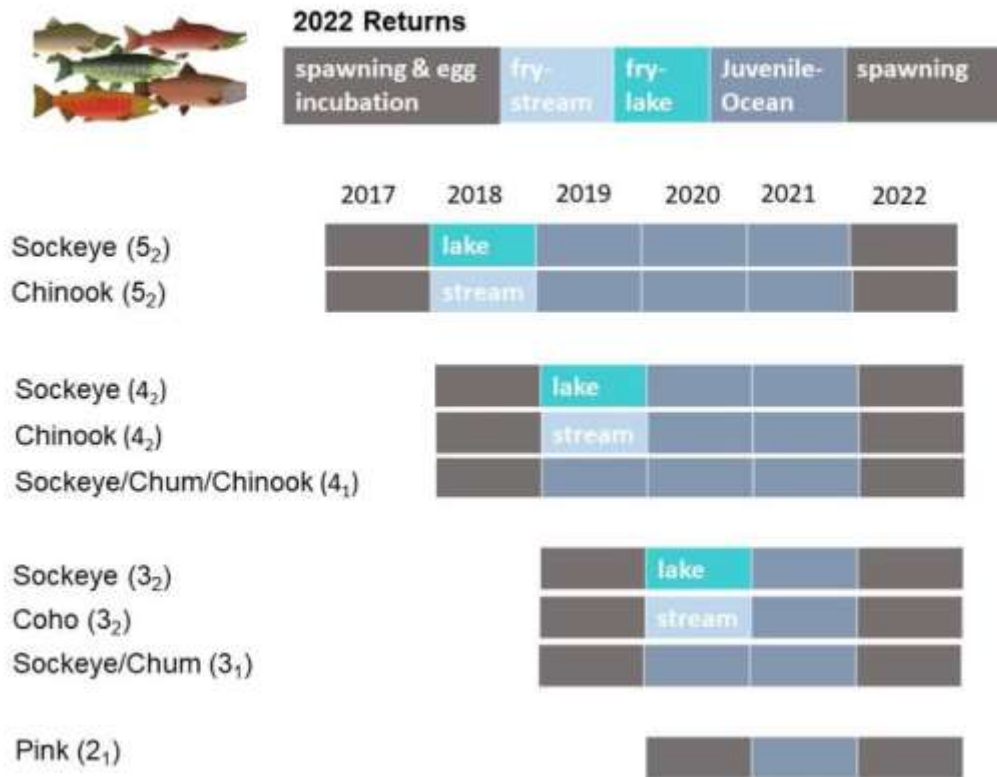 2022 Returns
spawning & egg
incubation
fry-
stream
fry-
lake
Juvenile-
Ocean
spawning
2017 2018 2019 2020 2021 2022
Sockeye (5₂) lake
Chinook (5₂) stream
Sockeye (4₂) lake
Chinook (4₂) stream
Sockeye/Chum/Chinook (4₁)
Sockeye (3₂) lake
Coho (3₂) stream
Sockeye/Chum (3₁)
Pink (2₁)